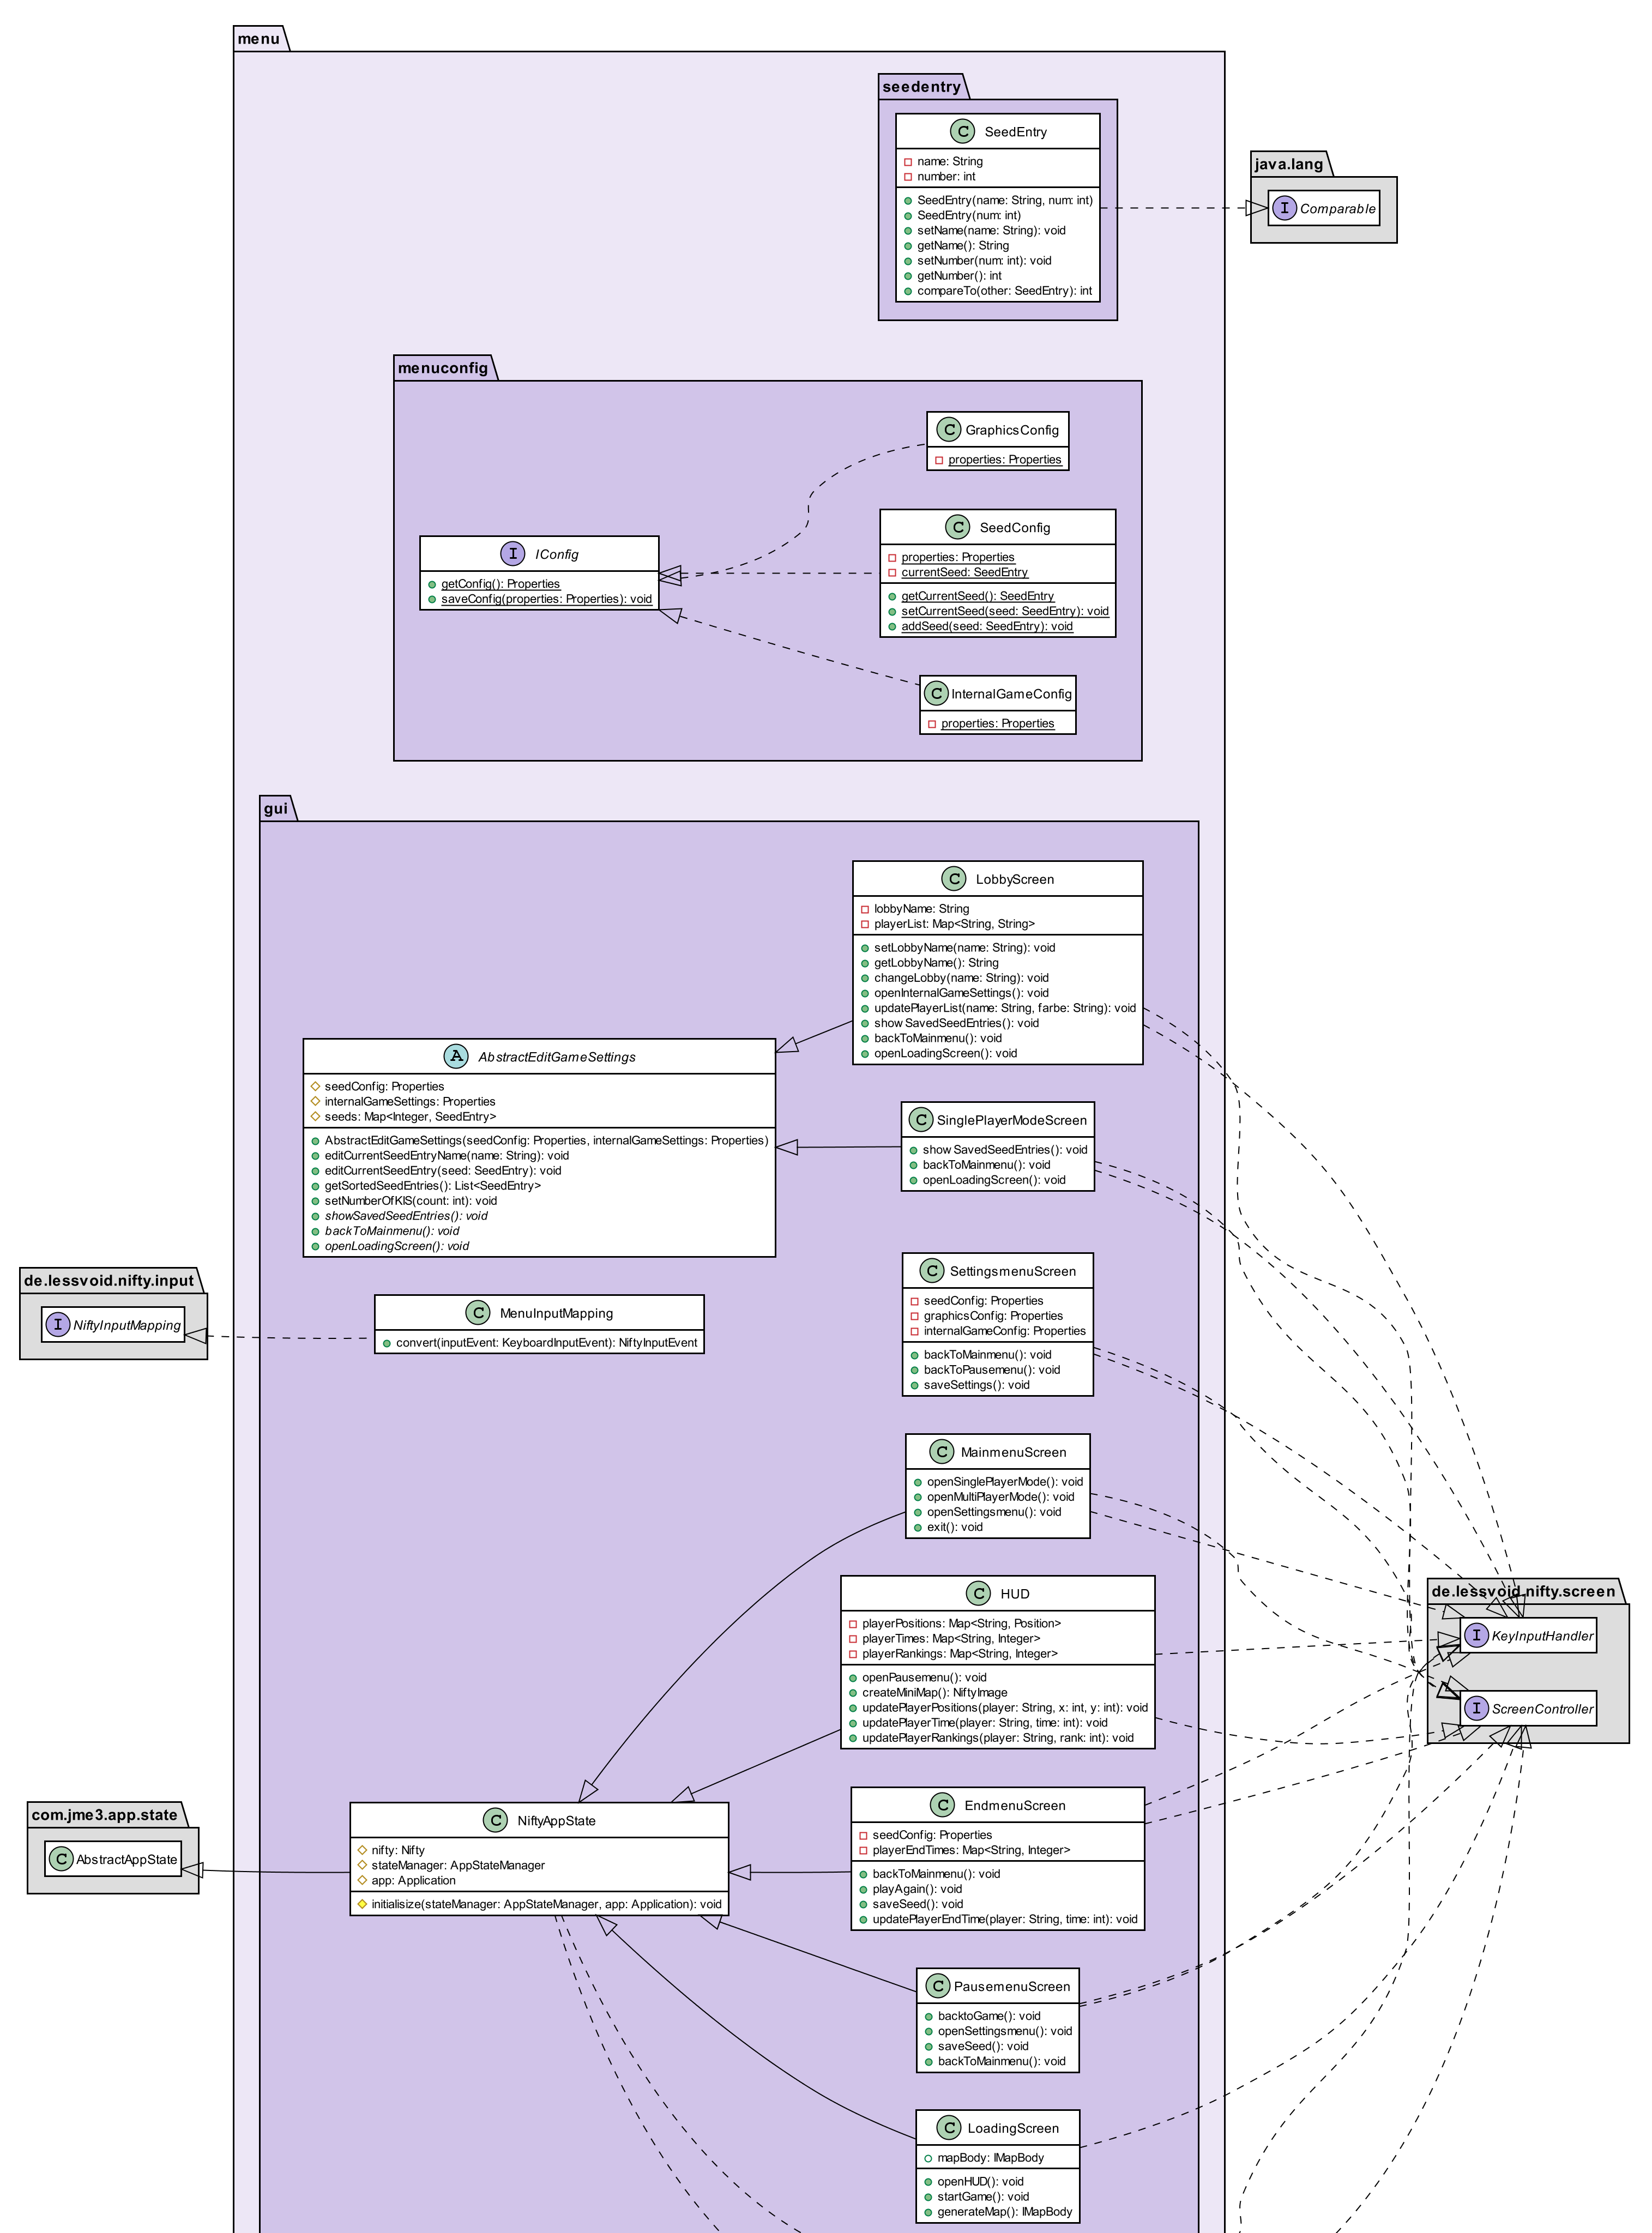 menu
seedentry
C SeedEntry
name: String
number: int
SeedEntry(name: String, num: int)
SeedEntry(num: int)
setName(name: String): void
getName(): String
setNumber(num: int): void
getNumber(): int
compareTo(other: SeedEntry): int
java.lang
I Comparable
menuconfig
C GraphicsConfig
properties: Properties
I IConfig
getConfig(): Properties
saveConfig(properties: Properties): void
C SeedConfig
properties: Properties
currentSeed: SeedEntry
getCurrentSeed(): SeedEntry
setCurrentSeed(seed: SeedEntry): void
addSeed(seed: SeedEntry): void
C InternalGameConfig
properties: Properties
gui
C LobbyScreen
lobbyName: String
playerList: Map<String, String>
setLobbyName(name: String): void
getLobbyName(): String
changeLobby(name: String): void
openInternalGameSettings(): void
updatePlayerList(name: String, farbe: String): void
showSavedSeedEntries(): void
backToMainmenu(): void
openLoadingScreen(): void
A AbstractEditGameSettings
seedConfig: Properties
internalGameSettings: Properties
seeds: Map<Integer, SeedEntry>
AbstractEditGameSettings(seedConfig: Properties, internalGameSettings: Properties)
editCurrentSeedEntryName(name: String): void
editCurrentSeedEntry(seed: SeedEntry): void
getSortedSeedEntries(): List<SeedEntry>
setNumberOfKIS(count: int): void
showSavedSeedEntries(): void
backToMainmenu(): void
openLoadingScreen(): void
C SinglePlayerModeScreen
showSavedSeedEntries(): void
backToMainmenu(): void
openLoadingScreen(): void
de.lessvoid.nifty.input
I NiftyInputMapping
C MenuInputMapping
convert(inputEvent: KeyboardInputEvent): NiftyInputEvent
C SettingsmenuScreen
seedConfig: Properties
graphicsConfig: Properties
internalGameConfig: Properties
backToMainmenu(): void
backToPausemenu(): void
saveSettings(): void
C MainmenuScreen
openSinglePlayerMode(): void
openMultiPlayerMode(): void
openSettingsmenu(): void
exit(): void
C HUD
playerPositions: Map<String, Position>
playerTimes: Map<String, Integer>
playerRankings: Map<String, Integer>
openPausemenu(): void
createMiniMap(): NiftyImage
updatePlayerPositions(player: String, x: int, y: int): void
updatePlayerTime(player: String, time: int): void
updatePlayerRankings(player: String, rank: int): void
de.lessvoid.nifty.screen
I KeyInputHandler
I ScreenController
com.jme3.app.state
C AbstractAppState
C NiftyAppState
nifty: Nifty
stateManager: AppStateManager
app: Application
initialisize(stateManager: AppStateManager, app: Application): void
C EndmenuScreen
seedConfig: Properties
playerEndTimes: Map<String, Integer>
backToMainmenu(): void
playAgain(): void
saveSeed(): void
updatePlayerEndTime(player: String, time: int): void
C PausemenuScreen
backtoGame(): void
openSettingsmenu(): void
saveSeed(): void
backToMainmenu(): void
C LoadingScreen
mapBody: IMapBody
openHUD(): void
startGame(): void
generateMap(): IMapBody